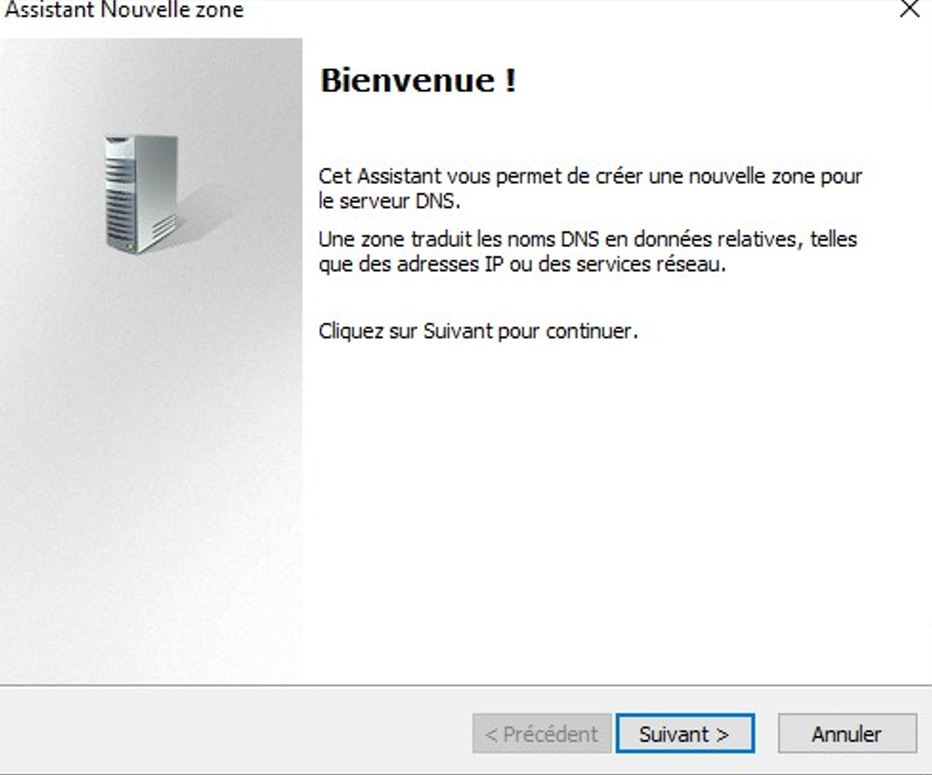 Assistant Nouvelle zone
Bienvenue !
Cet Assistant vous permet de créer une nouvelle zone pour
le serveur DNS.
Une zone traduit les noms DNS en données relatives, telles
que des adresses IP ou des services réseau.
Cliquez sur Suivant pour continuer.
< Précédent Suivant > Annuler